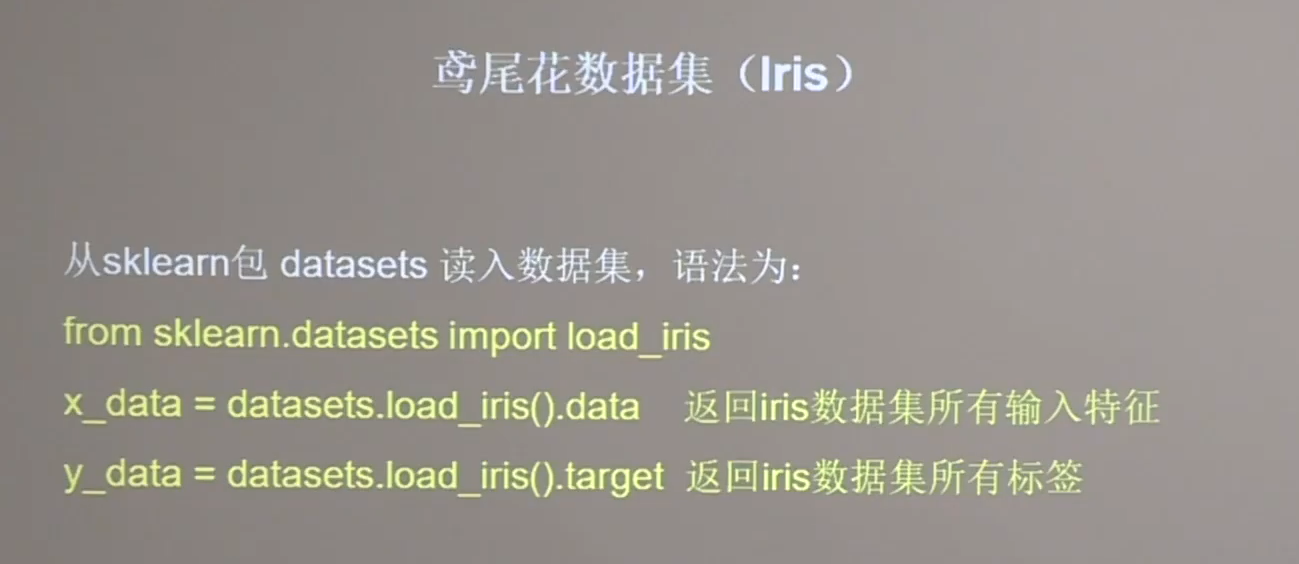 鸢尾花数据集（Iris）
从sklearn包 datasets 读入数据集，语法为：
from sklearn.datasets import load_iris
x_data = datasets.load_iris().data 返回iris数据集所有输入特征
y_data = datasets.load_iris().target 返回iris数据集所有标签